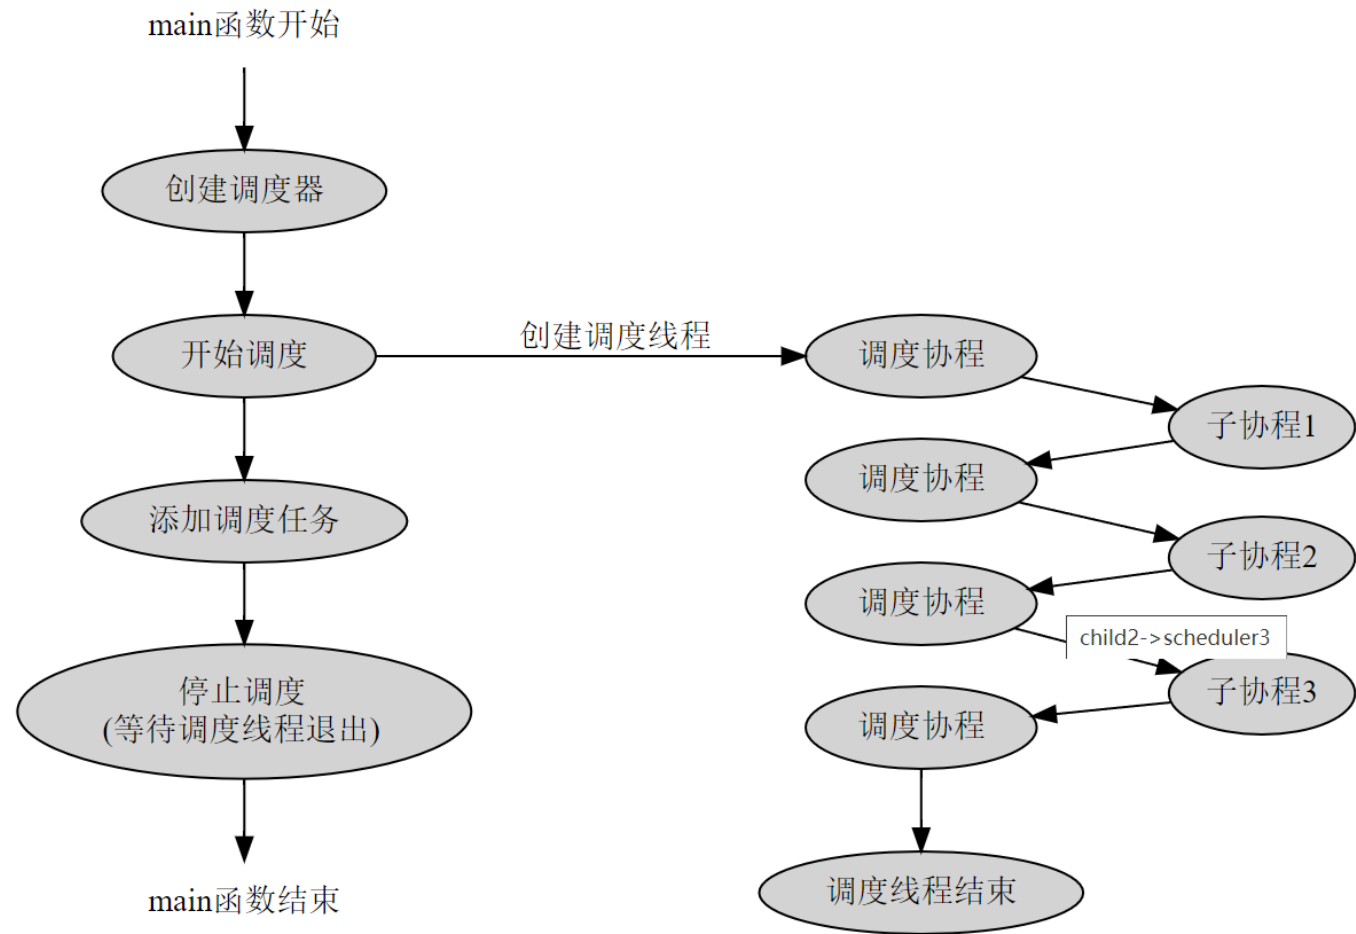 main函数开始
创建调度器
开始调度
添加调度任务
停止调度
(等待调度线程退出)
main函数结束
创建调度线程
调度协程
子协程1
调度协程
子协程2
调度协程
child2->scheduler3
子协程3
调度协程
调度线程结束